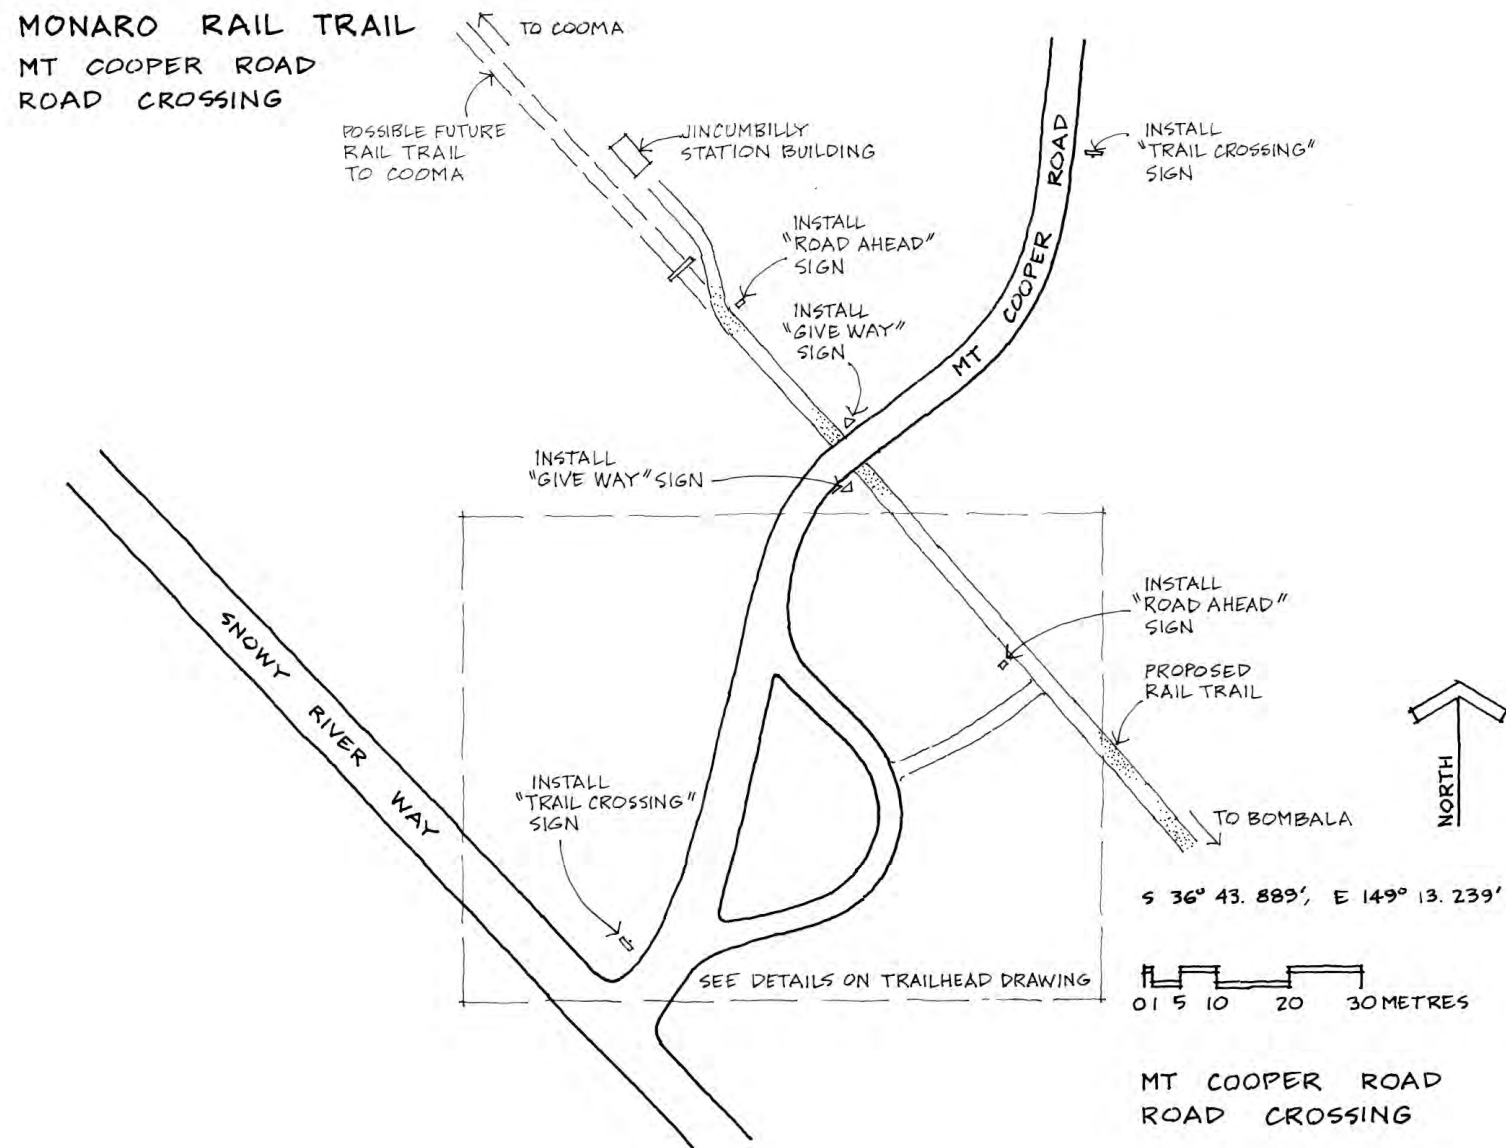 MONARO RAIL TRAIL
MT COOPER ROAD
ROAD CROSSING
TO COOMA
POSSIBLE FUTURE
RAIL TRAIL
TO COOMA
JINCUMBILLY
STATION BUILDING
INSTALL
"TRAIL CROSSING"
SIGN
INSTALL
"ROAD AHEAD"
SIGN
INSTALL
"GIVE WAY"
SIGN
MT COOPER ROAD
INSTALL
"GIVE WAY" SIGN
SNOWY RIVER WAY
INSTALL
"ROAD AHEAD"
SIGN
PROPOSED
RAIL TRAIL
INSTALL
"TRAIL CROSSING"
SIGN
TO BOMBALA
NORTH
S 36° 43.889', E 149° 13.239'
SEE DETAILS ON TRAILHEAD DRAWING
0 1 5 10 20 30 METRES
MT COOPER ROAD
ROAD CROSSING